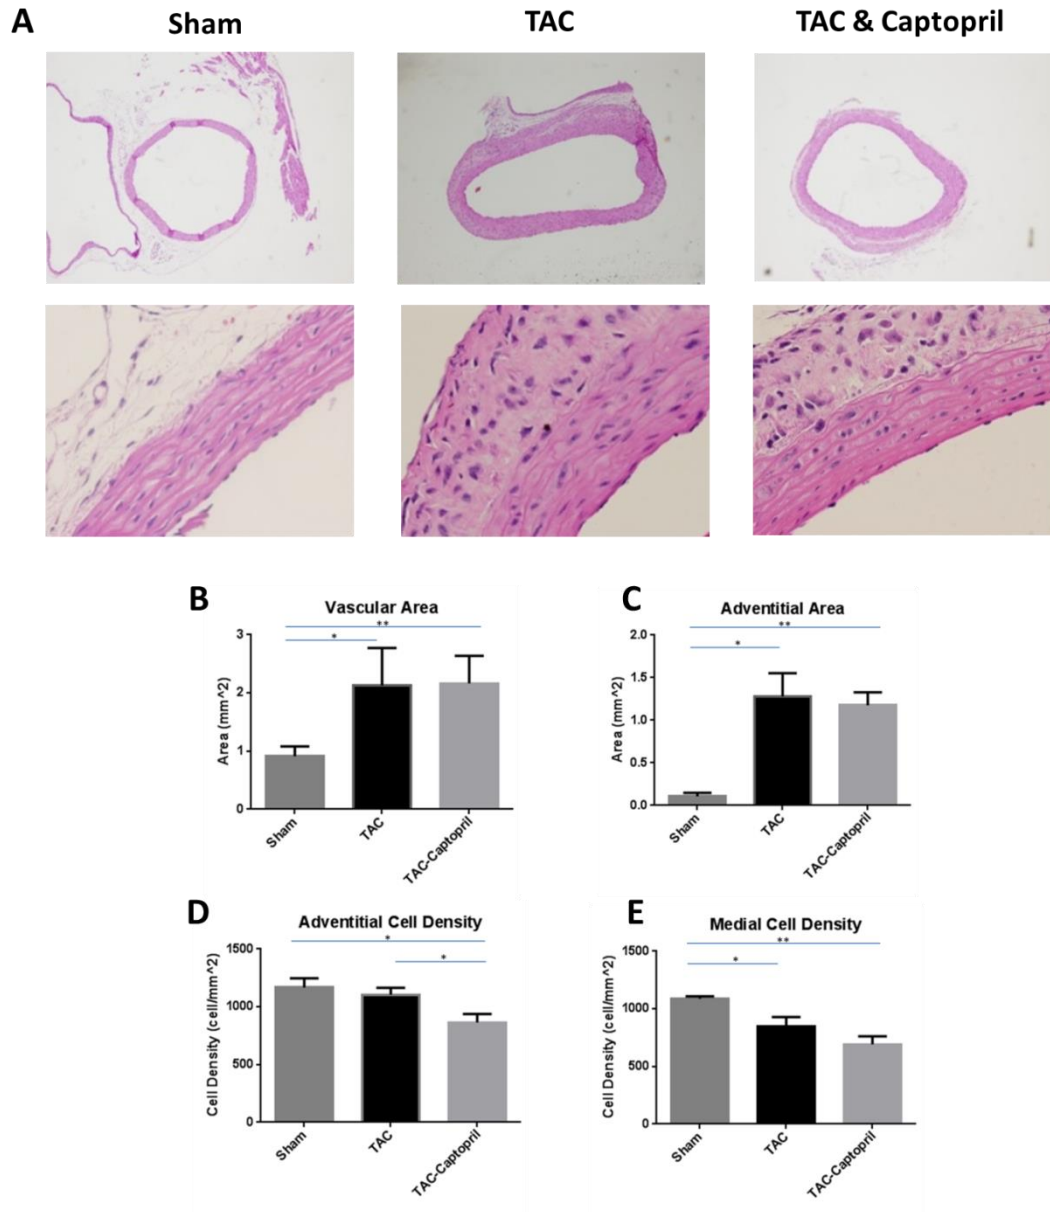 A
Sham
TAC
TAC & Captopril
B
Vascular Area
**
*
3
2
1
0
Area (mm^2)
Sham
TAC
TAC-Captopril
C
Adventitial Area
**
*
2.0
1.5
1.0
0.5
0.0
Area (mm^2)
Sham
TAC
TAC-Captopril
D
Adventitial Cell Density
*
*
1500
1000
500
0
Cell Density (cell/mm^2)
Sham
TAC
TAC-Captopril
E
Medial Cell Density
**
*
1500
1000
500
0
Cell Density (cell/mm^2)
Sham
TAC
TAC-Captopril